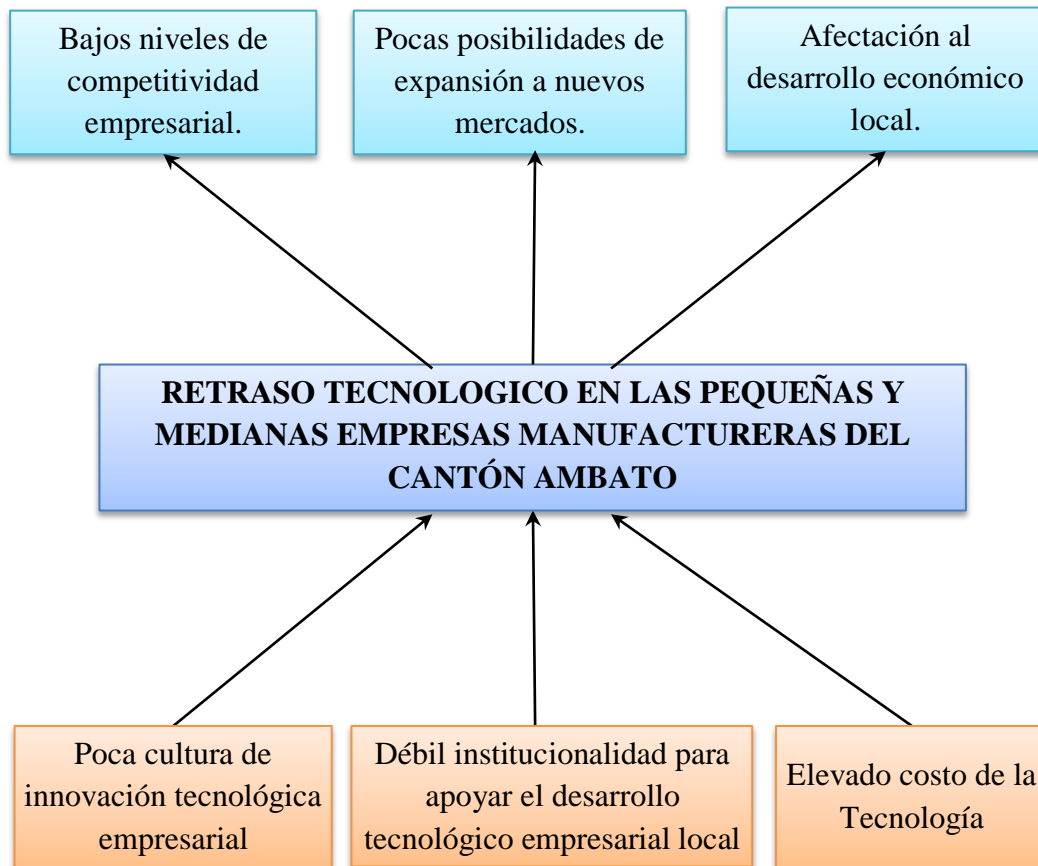 Bajos niveles de
competitividad
empresarial.
Pocas posibilidades de
expansión a nuevos
mercados.
Afectación al
desarrollo económico
local.
RETRASO TECNOLOGICO EN LAS PEQUEÑAS Y
MEDIANAS EMPRESAS MANUFACTURERAS DEL
CANTÓN AMBATO
Poca cultura de
innovación tecnológica
empresarial
Débil institucionalidad para
apoyar el desarrollo
tecnológico empresarial local
Elevado costo de la
Tecnología